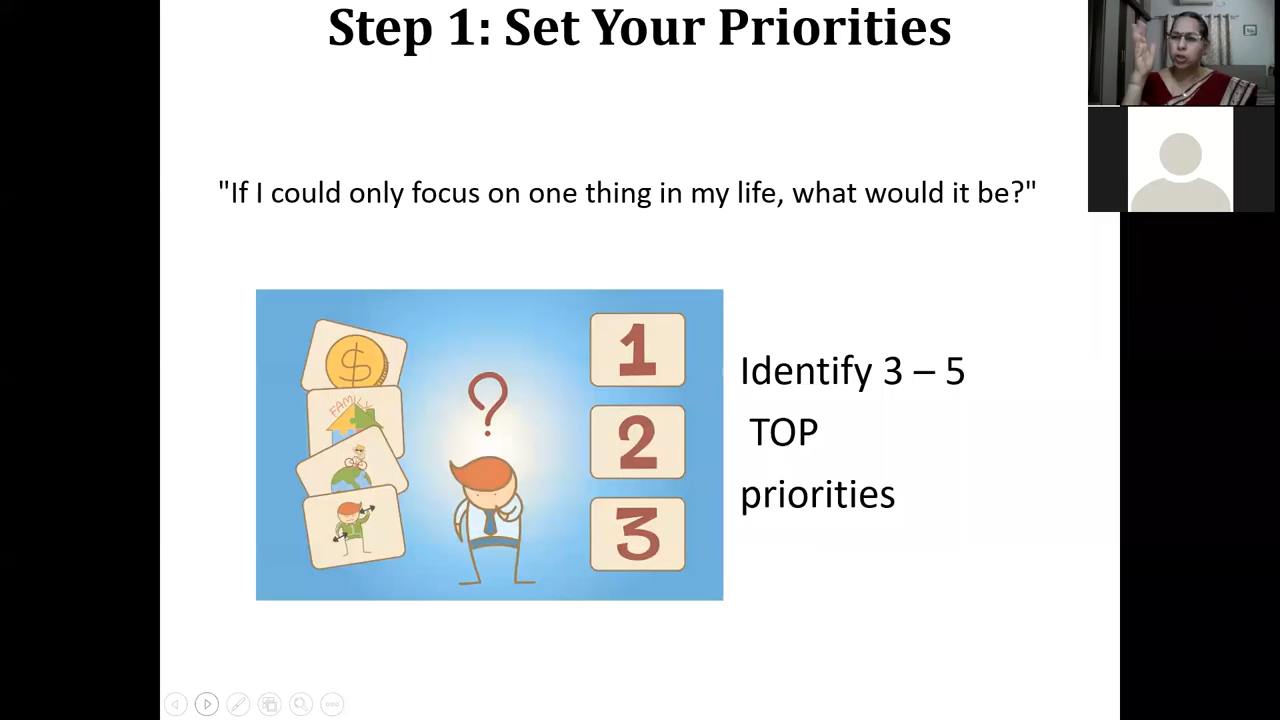 Step 1: Set Your Priorities
"If I could only focus on one thing in my life, what would it be?"
$
FAMILY
?
1
2
3
Identify 3 – 5
TOP
priorities